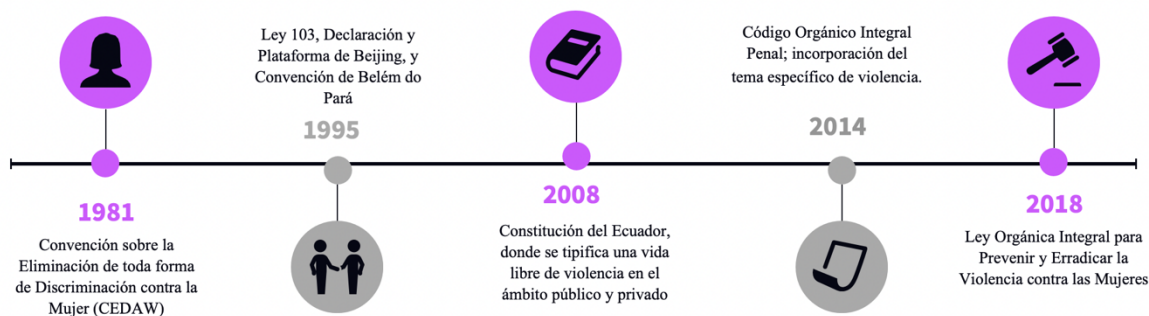 1981
Convención sobre la
Eliminación de toda forma
de Discriminación contra la
Mujer (CEDAW)
Ley 103, Declaración y
Plataforma de Beijing, y
Convención de Belém do
Pará
1995
2008
Constitución del Ecuador,
donde se tipifica una vida
libre de violencia en el
ámbito público y privado
Código Orgánico Integral
Penal; incorporación del
tema específico de violencia.
2014
2018
Ley Orgánica Integral para
Prevenir y Erradicar la
Violencia contra las Mujeres